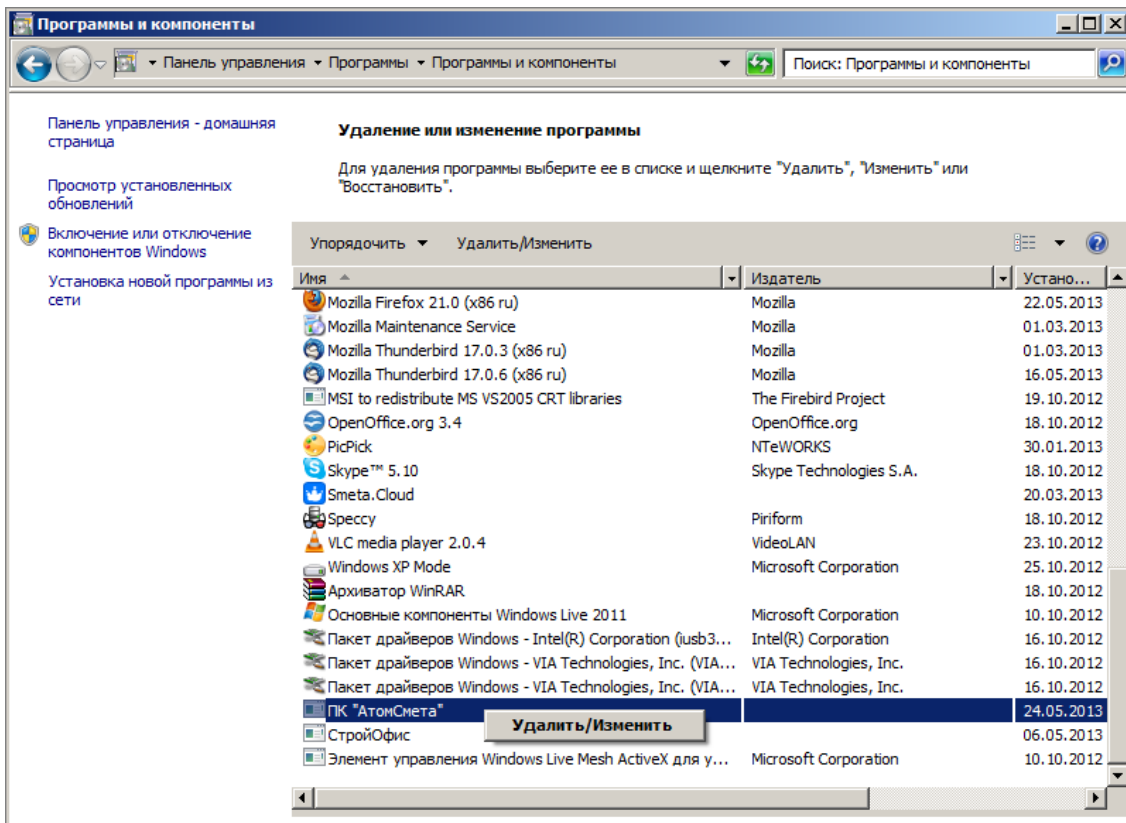 Программы и компоненты
Панель управления ▾ Программы ▾ Программы и компоненты
Поиск: Программы и компоненты
Панель управления - домашняя
страница
Просмотр установленных
обновлений
Включение или отключение
компонентов Windows
Установка новой программы из
сети
Удаление или изменение программы
Для удаления программы выберите ее в списке и щелкните "Удалить", "Изменить" или
"Восстановить".
Упорядочить ▾ Удалить/Изменить
Имя Издатель Устано...
Mozilla Firefox 21.0 (x86 ru) Mozilla 22.05.2013
Mozilla Maintenance Service Mozilla 01.03.2013
Mozilla Thunderbird 17.0.3 (x86 ru) Mozilla 01.03.2013
Mozilla Thunderbird 17.0.6 (x86 ru) Mozilla 16.05.2013
MSI to redistribute MS VS2005 CRT libraries The Firebird Project 19.10.2012
OpenOffice.org 3.4 OpenOffice.org 18.10.2012
PicPick NTeWORKS 30.01.2013
Skype™ 5.10 Skype Technologies S.A. 18.10.2012
Smeta.Cloud 20.03.2013
Speccy Piriform 18.10.2012
VLC media player 2.0.4 VideoLAN 23.10.2012
Windows XP Mode Microsoft Corporation 25.10.2012
Архиватор WinRAR 18.10.2012
Основные компоненты Windows Live 2011 Microsoft Corporation 10.10.2012
Пакет драйверов Windows - Intel(R) Corporation (iusb3... Intel(R) Corporation 16.10.2012
Пакет драйверов Windows - VIA Technologies, Inc. (VIA... VIA Technologies, Inc. 16.10.2012
Пакет драйверов Windows - VIA Technologies, Inc. (VIA... VIA Technologies, Inc. 16.10.2012
ПК "АтомСмета" 24.05.2013
Удалить/Изменить
СтройОфис 06.05.2013
Элемент управления Windows Live Mesh ActiveX для у... Microsoft Corporation 10.10.2012